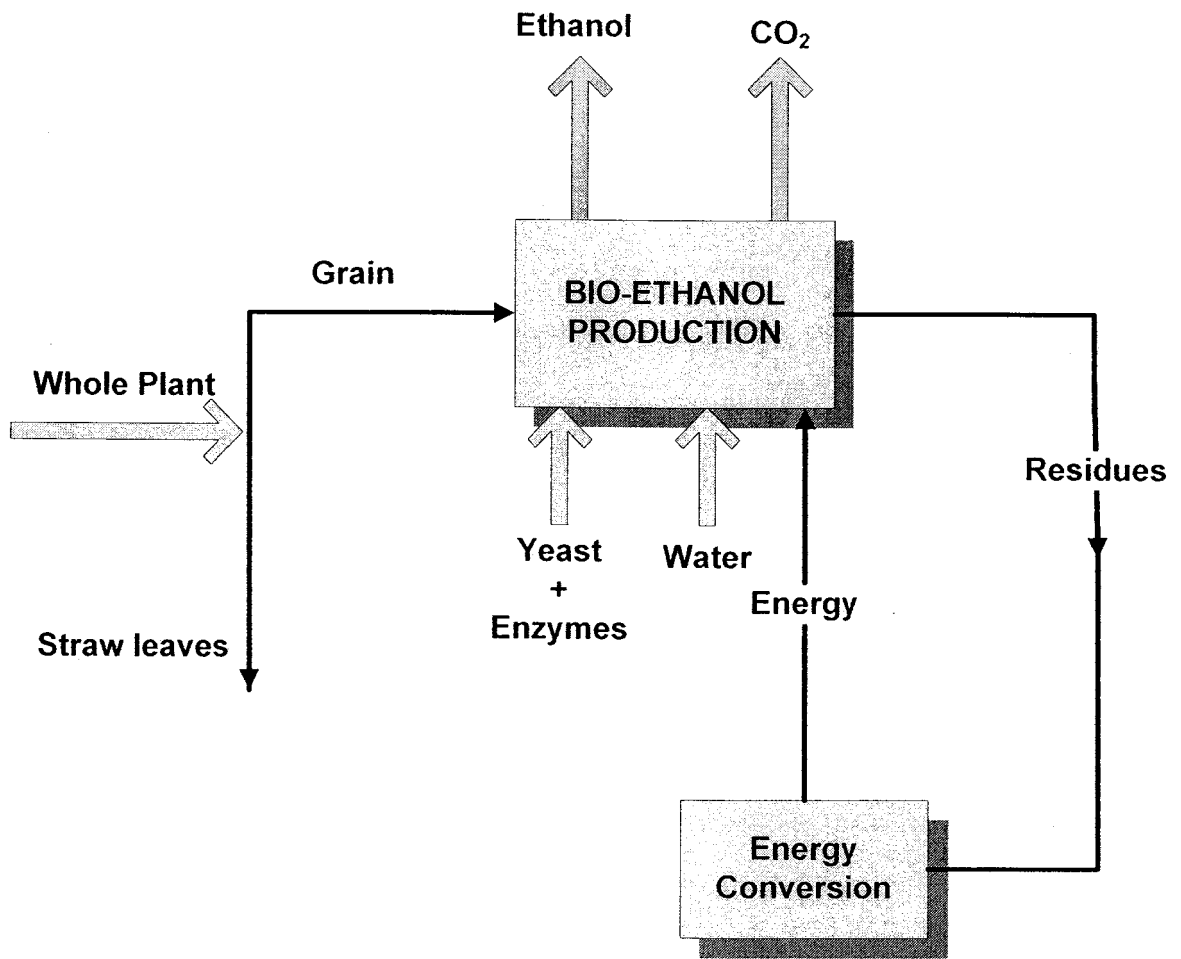 Ethanol
CO₂
Grain
BIO-ETHANOL
PRODUCTION
Whole Plant
Residues
Yeast
+
Enzymes
Water
Energy
Straw leaves
Energy
Conversion